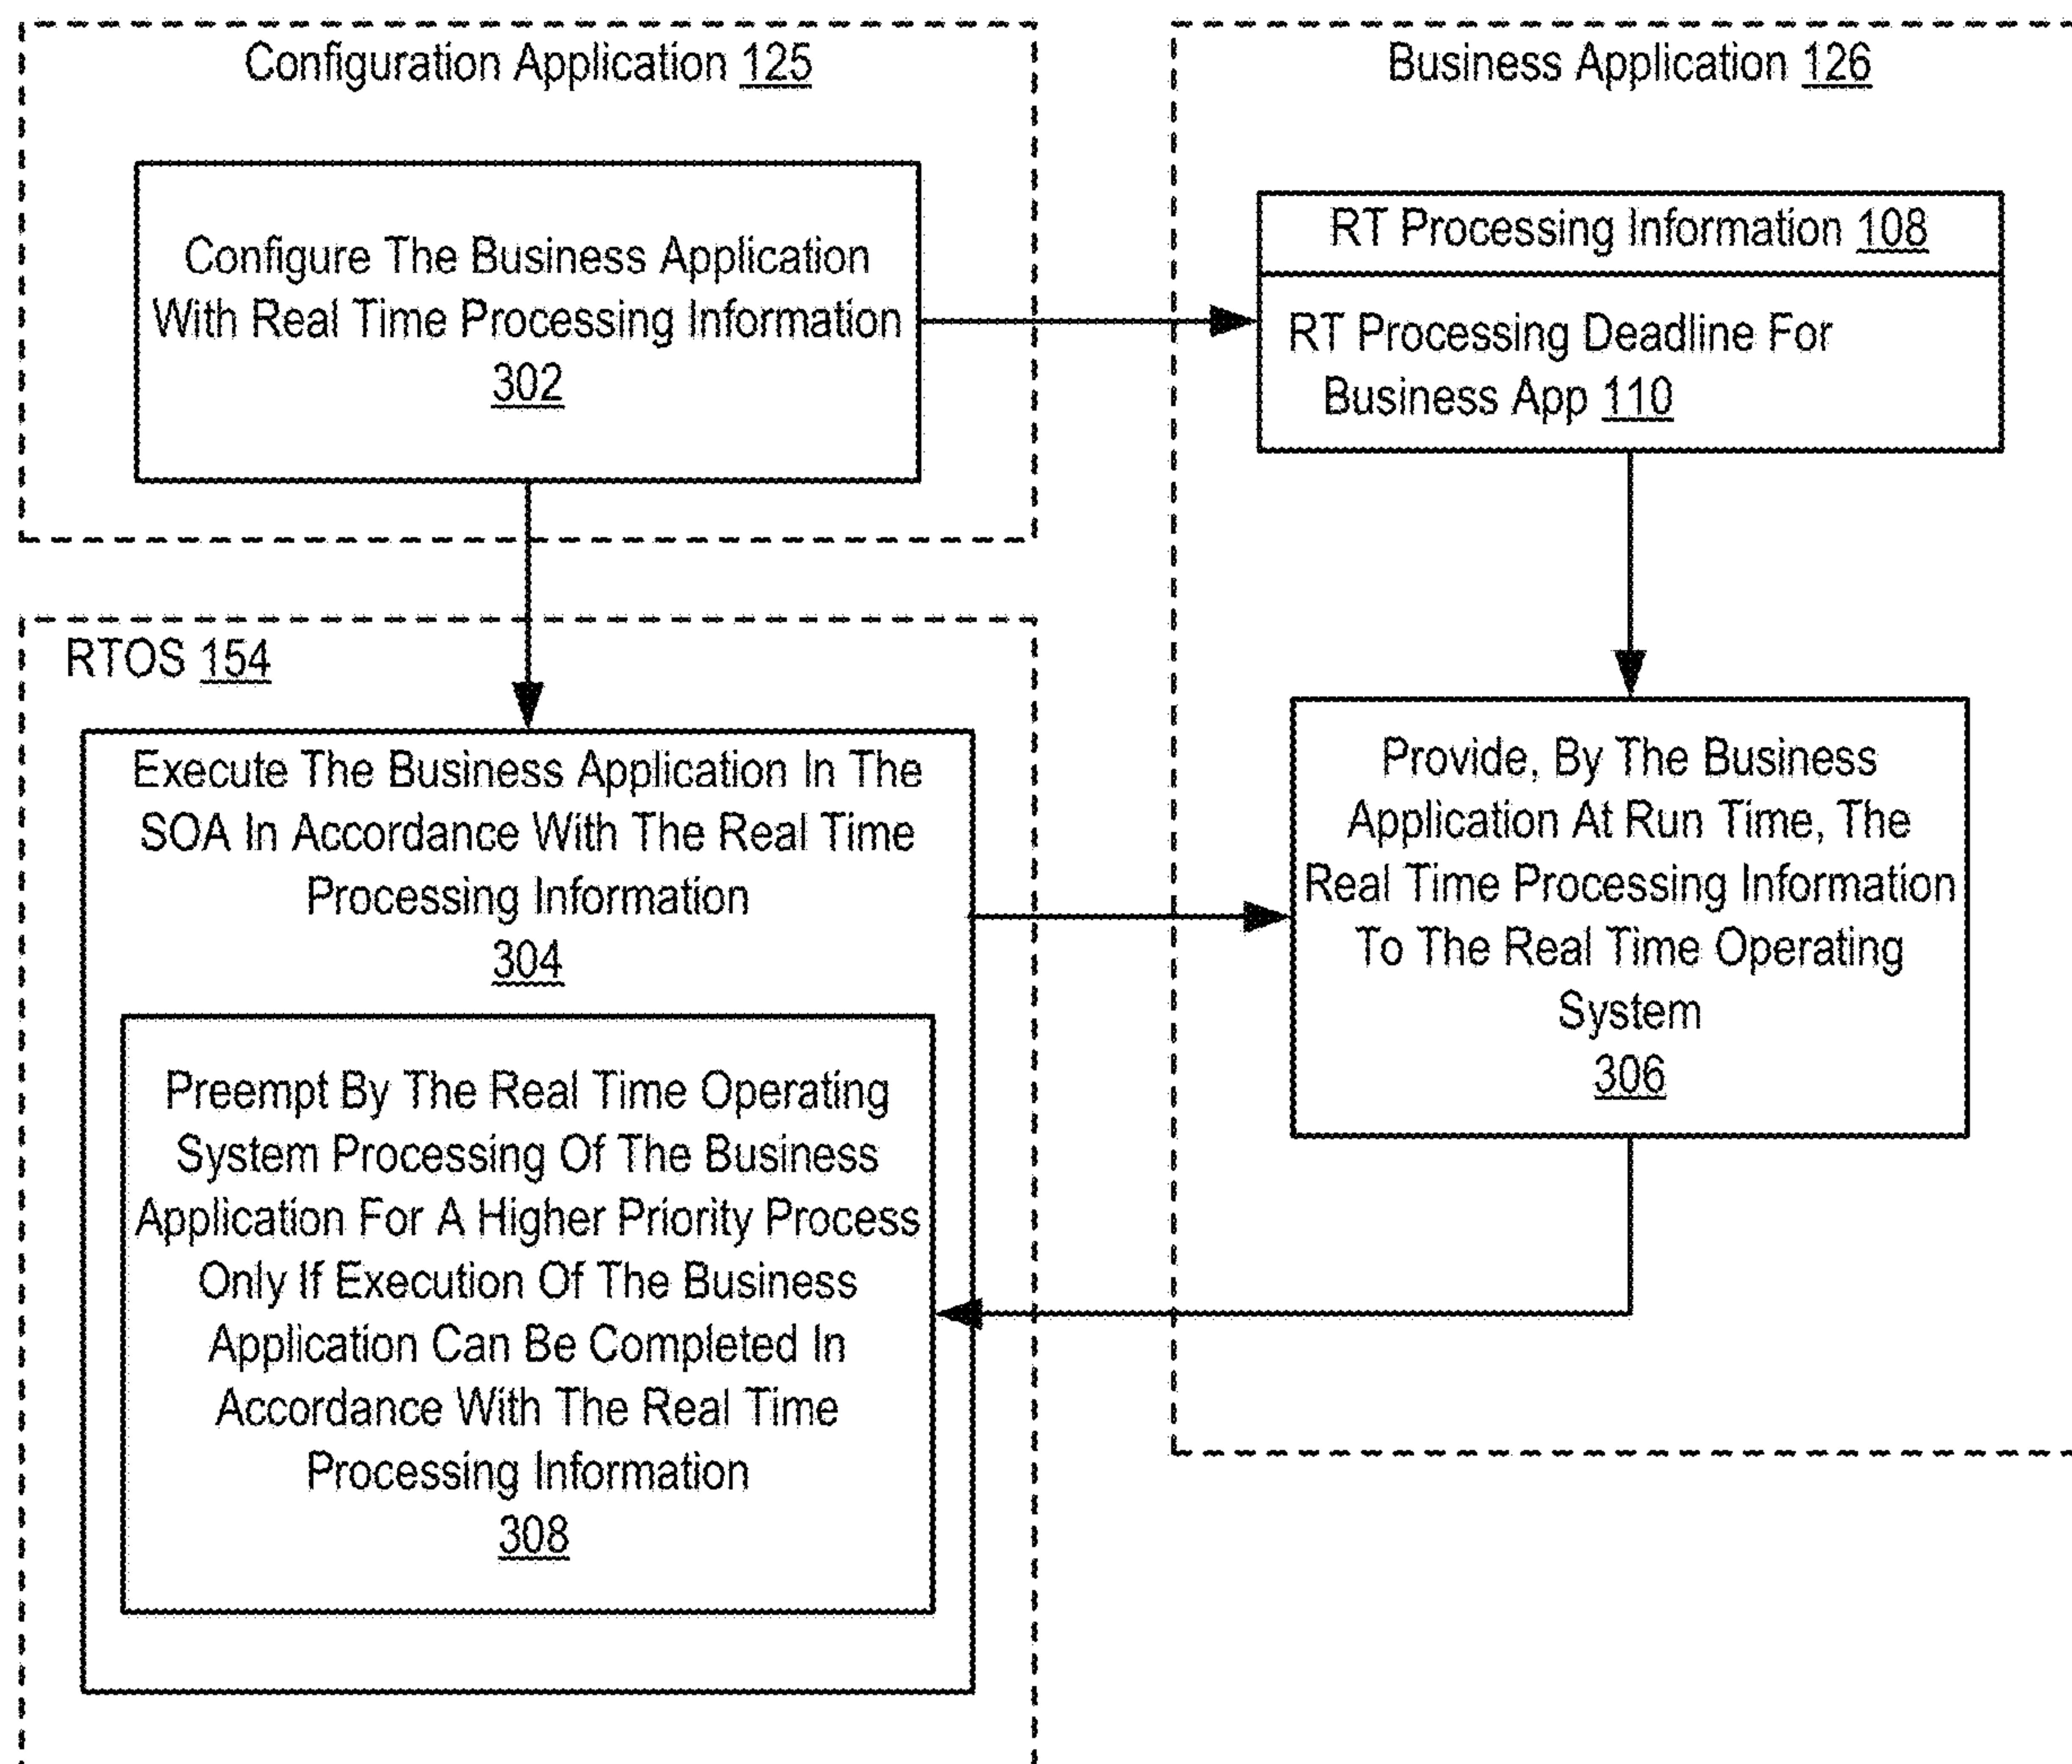 Configuration Application 125
Configure The Business Application
With Real Time Processing Information
302
Business Application 126
RT Processing Information 108
RT Processing Deadline For
Business App 110
RTOS 154
Execute The Business Application In The
SOA In Accordance With The Real Time
Processing Information
304
Preempt By The Real Time Operating
System Processing Of The Business
Application For A Higher Priority Process
Only If Execution Of The Business
Application Can Be Completed In
Accordance With The Real Time
Processing Information
308
Provide, By The Business
Application At Run Time, The
Real Time Processing Information
To The Real Time Operating
System
306